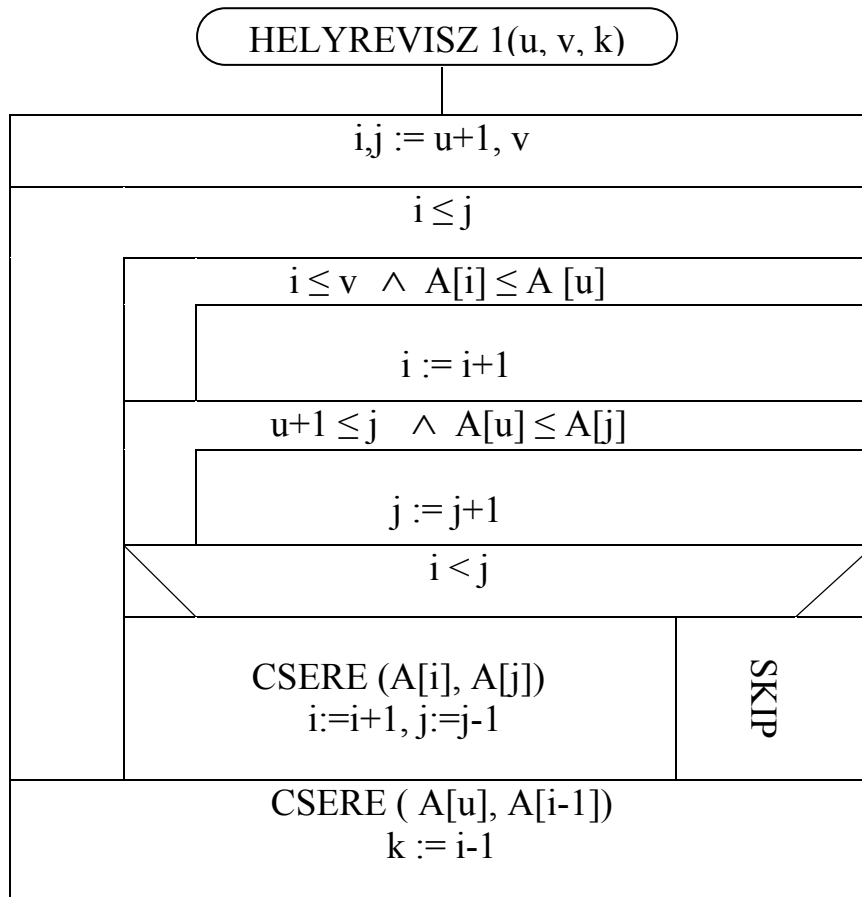 HELYREVISZ 1(u, v, k)
i,j := u+1, v
i ≤ j
i ≤ v ∧ A[i] ≤ A [u]
i := i+1
u+1 ≤ j ∧ A[u] ≤ A[j]
j := j+1
i < j
CSERE (A[i], A[j])
i:=i+1, j:=j-1
SKIP
CSERE ( A[u], A[i-1])
k := i-1